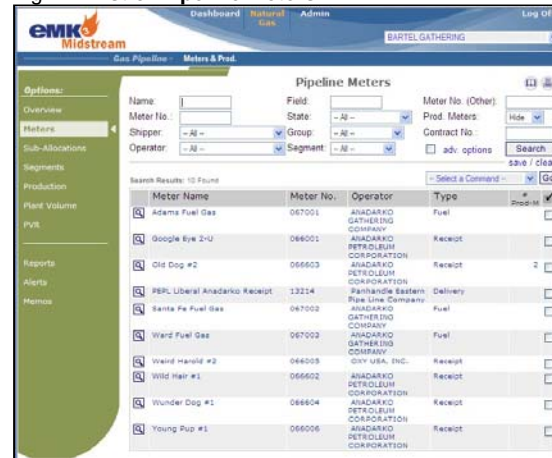 Dashboard Natural Gas Admin Log Of
eMK3
Midstream
BARTEL GATHERING
Gas Pipeline - Meters & Prod.
Options:
Overview
Meters
Sub-Allocations
Segments
Production
Plant Volume
PVR
Reports
Alerts
Memos
Pipeline Meters
Name: Field: Meter No. (Other):
Meter No.: State: -- All -- Prod. Meters: Hide
Shipper: -- All -- Group: -- All -- Contract No.:
Operator: -- All -- Segment: -- All -- adv. options Search
save / clea
Search Results: 10 Found -- Select a Command -- Go
Meter Name Meter No. Operator Type # Prod-M
Adams Fuel Gas 067001 ANADARKO GATHERING COMPANY Fuel
Google Eye 2-U 066001 ANADARKO PETROLEUM CORPORATION Receipt
Old Dog #2 066603 ANADARKO PETROLEUM CORPORATION Receipt 2
PEPL Liberal Anadarko Receipt 13214 Panhandle Eastern Pipe Line Company Delivery
Santa Fe Fuel Gas 067002 ANADARKO GATHERING COMPANY Fuel
Ward Fuel Gas 067003 ANADARKO GATHERING COMPANY Fuel
Weird Harold #2 066005 OXY USA, INC. Receipt
Wild Hair #1 066602 ANADARKO PETROLEUM CORPORATION Receipt
Wunder Dog #1 066604 ANADARKO PETROLEUM CORPORATION Receipt
Young Pup #1 066006 ANADARKO PETROLEUM CORPORATION Receipt